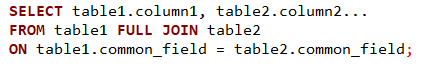 SELECT table1.column1, table2.column2...
FROM table1 FULL JOIN table2
ON table1.common_field = table2.common_field;